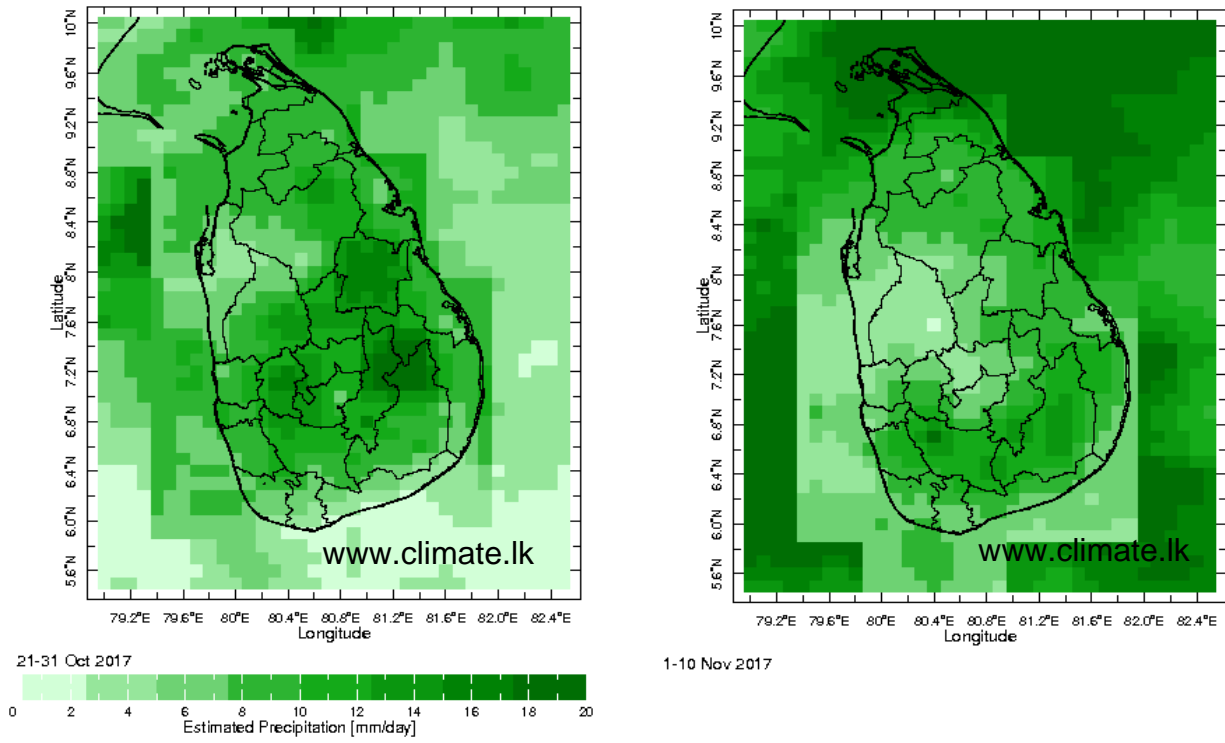 10°N
9.6°N
9.2°N
8.8°N
8.4°N
8°N
7.6°N
7.2°N
6.8°N
6.4°N
6.0°N
5.6°N
Latitude
www.climate.lk
79.2°E 79.6°E 80°E 80.4°E 80.8°E 81.2°E 81.6°E 82.0°E 82.4°E
Longitude
21-31 Oct 2017
0 2 4 6 8 10 12 14 16 18 20
Estimated Precipitation [mm/day]
10°N
9.6°N
9.2°N
8.8°N
8.4°N
8°N
7.6°N
7.2°N
6.8°N
6.4°N
6.0°N
5.6°N
Latitude
www.climate.lk
79.2°E 79.6°E 80°E 80.4°E 80.8°E 81.2°E 81.6°E 82.0°E 82.4°E
Longitude
1-10 Nov 2017